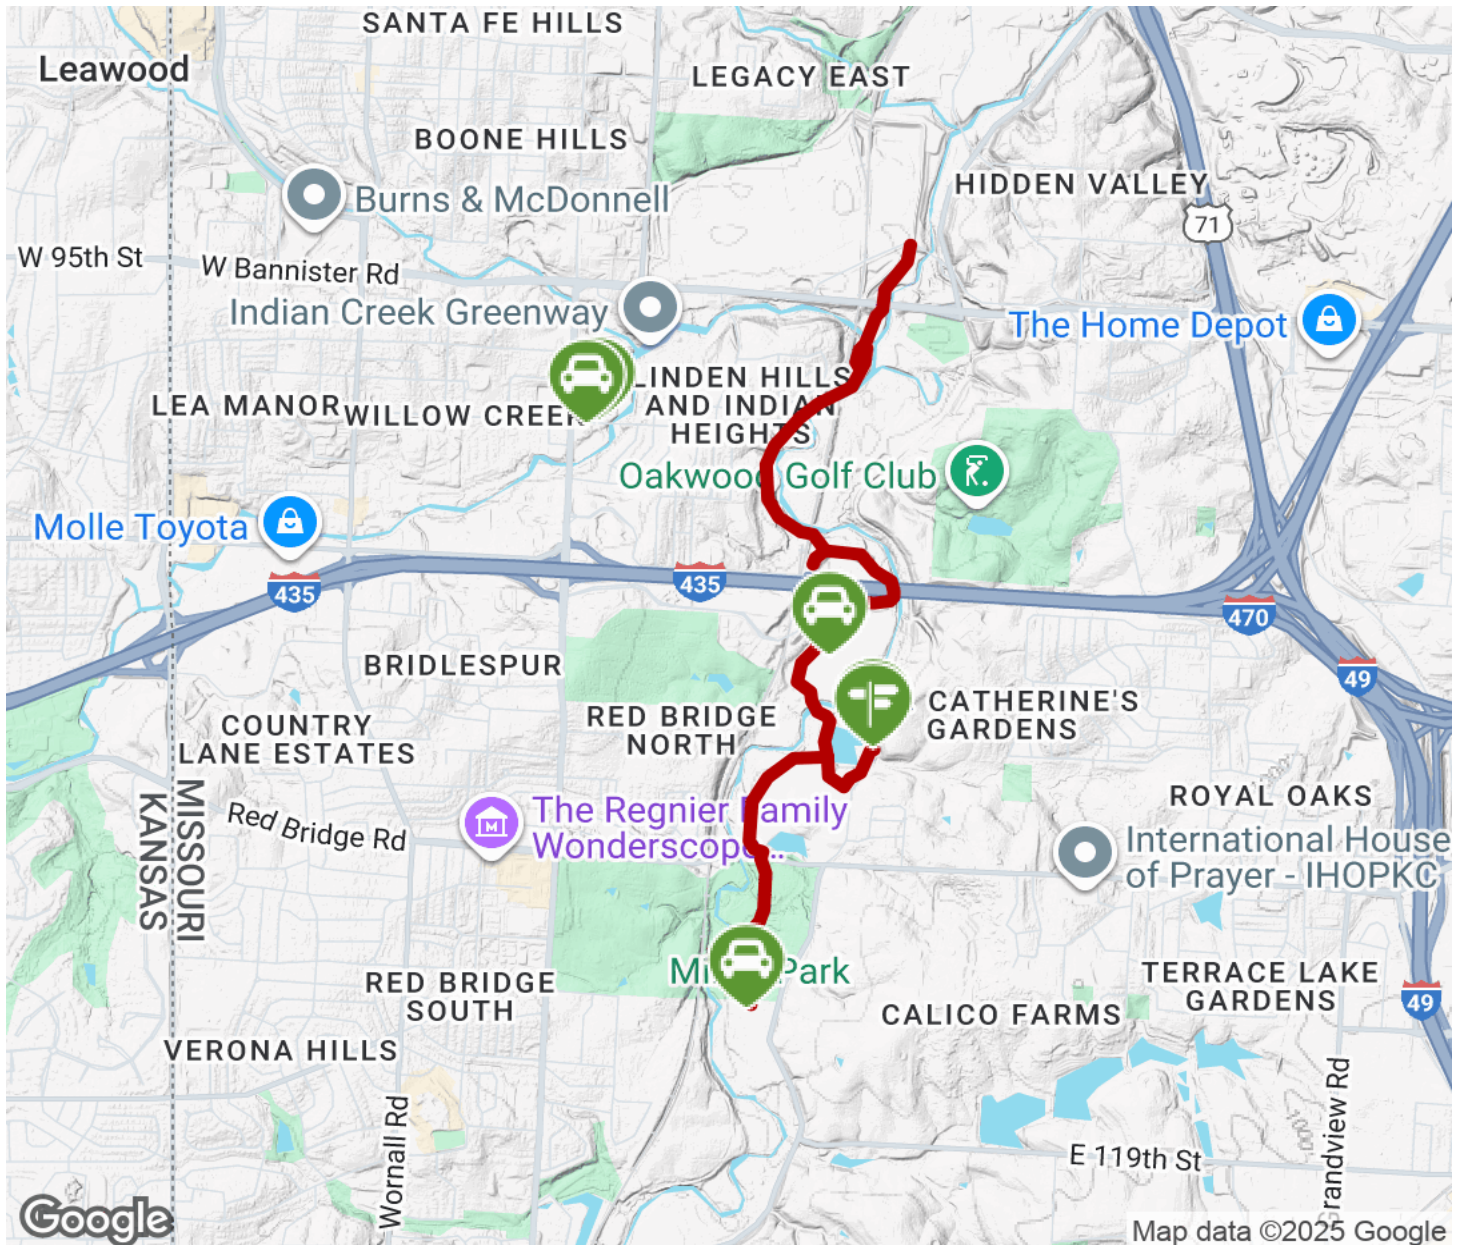 SANTA FE HILLS
Leawood
LEGACY EAST
BOONE HILLS
HIDDEN VALLEY
Burns & McDonnell
71
W 95th St
W Bannister Rd
Indian Creek Greenway
The Home Depot
LINDEN HILLS
AND INDIAN
HEIGHTS
LEA MANOR
WILLOW CREEK
Oakwood Golf Club
Molle Toyota
435
435
470
BRIDLESPUR
49
CATHERINE'S
GARDENS
RED BRIDGE
NORTH
COUNTRY
LANE ESTATES
MISSOURI
KANSAS
ROYAL OAKS
Red Bridge Rd
The Regnier Family
Wonderscope...
International House
of Prayer - IHOPKC
Park
RED BRIDGE
SOUTH
TERRACE LAKE
GARDENS
49
CALICO FARMS
VERONA HILLS
Wornall Rd
randview Rd
E 119th St
Google
Map data ©2025 Google